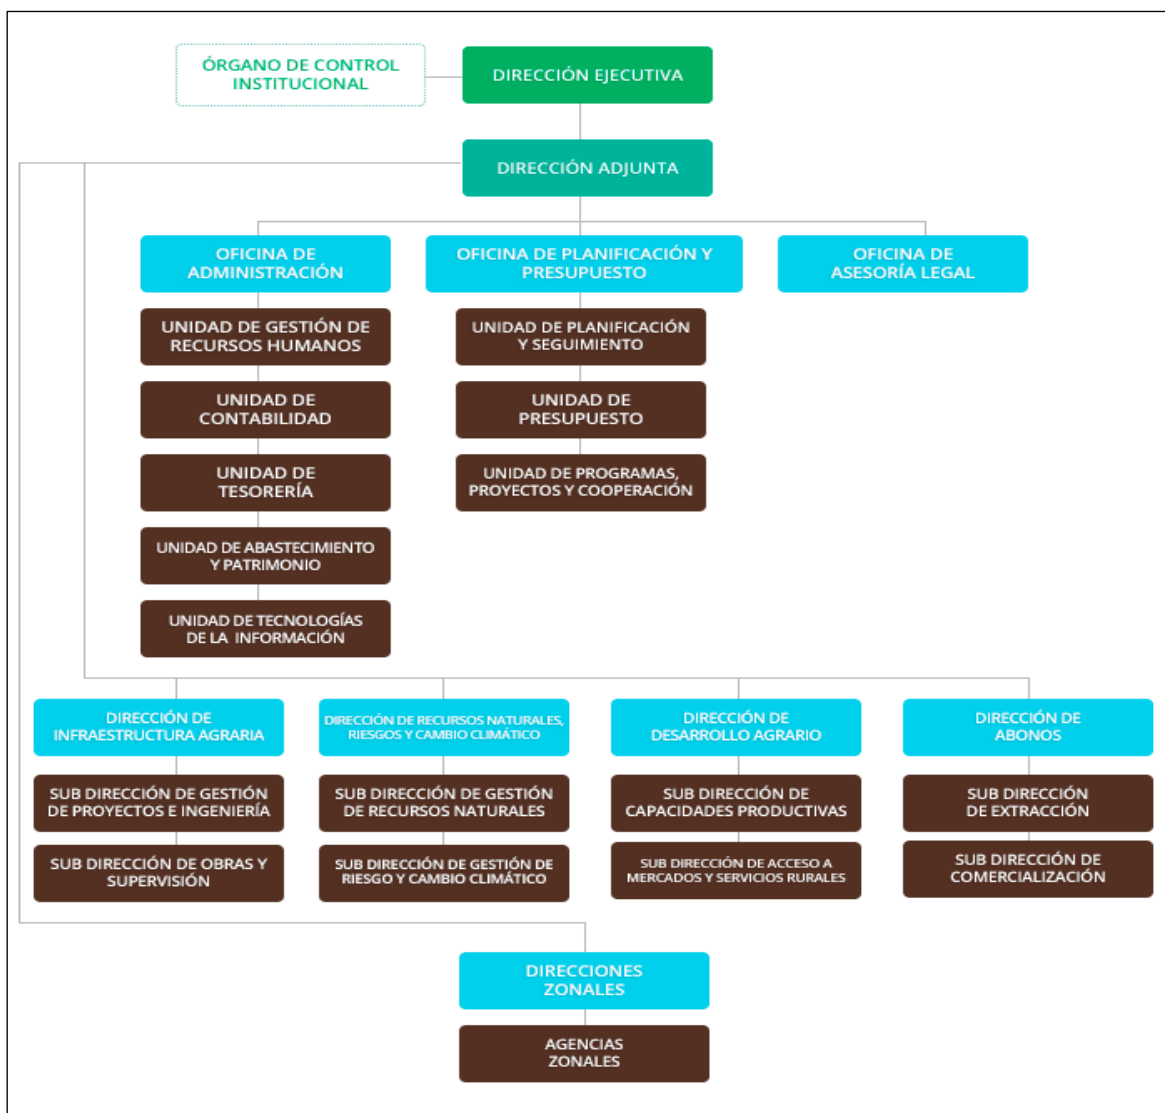 ÓRGANO DE CONTROL
INSTITUCIONAL
DIRECCIÓN EJECUTIVA
DIRECCIÓN ADJUNTA
OFICINA DE
ADMINISTRACIÓN
OFICINA DE PLANIFICACIÓN Y
PRESUPUESTO
OFICINA DE
ASESORÍA LEGAL
UNIDAD DE GESTIÓN DE
RECURSOS HUMANOS
UNIDAD DE
CONTABILIDAD
UNIDAD DE
TESORERÍA
UNIDAD DE ABASTECIMIENTO
Y PATRIMONIO
UNIDAD DE TECNOLOGÍAS
DE LA INFORMACIÓN
UNIDAD DE PLANIFICACIÓN
Y SEGUIMIENTO
UNIDAD DE
PRESUPUESTO
UNIDAD DE PROGRAMAS,
PROYECTOS Y COOPERACIÓN
DIRECCIÓN DE
INFRAESTRUCTURA AGRARIA
SUB DIRECCIÓN DE GESTIÓN
DE PROYECTOS E INGENIERÍA
SUB DIRECCIÓN DE OBRAS Y
SUPERVISIÓN
DIRECCIÓN DE RECURSOS NATURALES,
RIESGOS Y CAMBIO CLIMÁTICO
SUB DIRECCIÓN DE GESTIÓN
DE RECURSOS NATURALES
SUB DIRECCIÓN DE GESTIÓN DE
RIESGO Y CAMBIO CLIMÁTICO
DIRECCIÓN DE
DESARROLLO AGRARIO
SUB DIRECCIÓN DE
CAPACIDADES PRODUCTIVAS
SUB DIRECCIÓN DE ACCESO A
MERCADOS Y SERVICIOS RURALES
DIRECCIÓN DE
ABONOS
SUB DIRECCIÓN
DE EXTRACCIÓN
SUB DIRECCIÓN DE
COMERCIALIZACIÓN
DIRECCIONES
ZONALES
AGENCIAS
ZONALES